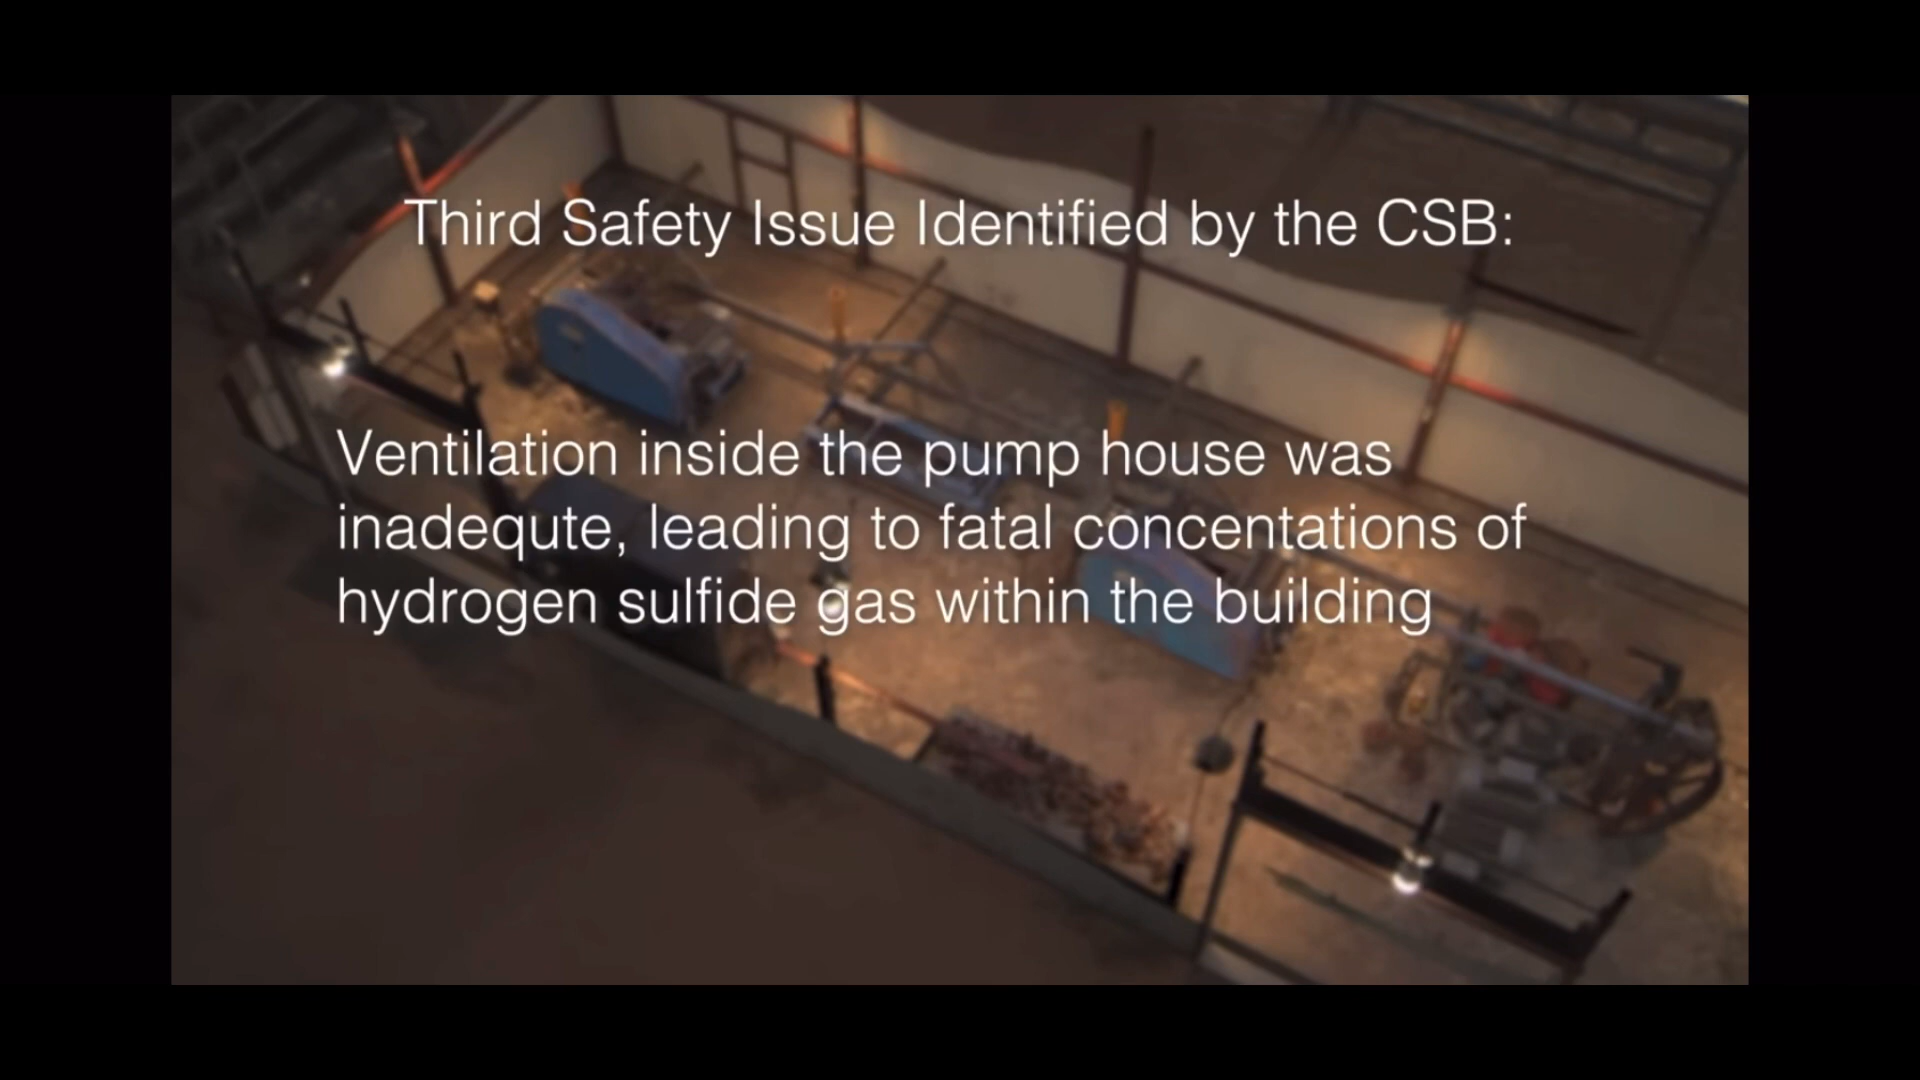 Third Safety Issue Identified by the CSB:
Ventilation inside the pump house was
inadequte, leading to fatal concentations of
hydrogen sulfide gas within the building